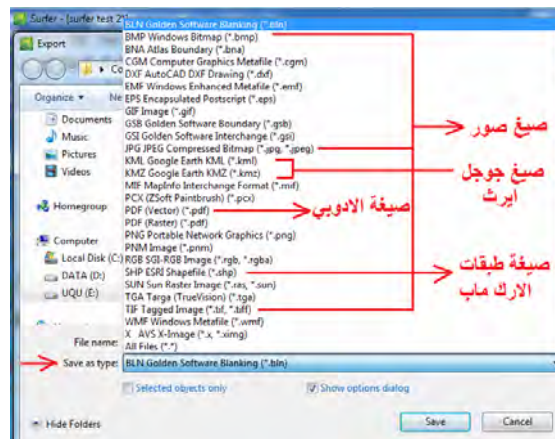 Surfer - [surfer test 2
Export
Organize
Documents
Music
Pictures
Videos
Homegroup
Computer
Local Disk (C:)
DATA (D:)
UQU (E:)
BLN Golden Software Blanking (*.bln)
BMP Windows Bitmap (*.bmp)
BNA Atlas Boundary (*.bna)
CGM Computer Graphics Metafile (*.cgm)
DXF AutoCAD DXF Drawing (*.dxf)
EMF Windows Enhanced Metafile (*.emf)
EPS Encapsulated Postscript (*.eps)
GIF Image (*.gif)
GSB Golden Software Boundary (*.gsb)
GSI Golden Software Interchange (*.gsi)
JPG JPEG Compressed Bitmap (*.jpg, *.jpeg)
KML Google Earth KML (*.kml)
KMZ Google Earth KMZ (*.kmz)
MIF MapInfo Interchange Format (*.mif)
PCX (ZSoft Paintbrush) (*.pcx)
PDF (Vector) (*.pdf)
PDF (Raster) (*.pdf)
PNG Portable Network Graphics (*.png)
PNM Image (*.pnm)
RGB SGI-RGB Image (*.rgb, *.rgba)
SHP ESRI Shapefile (*.shp)
SUN Sun Raster Image (*.ras, *.sun)
TGA Targa (TrueVision) (*.tga)
TIF Tagged Image (*.tif, *.tiff)
WMF Windows Metafile (*.wmf)
X AVS X-Image (*.x, *.ximg)
All Files (*.*)
صيغ صور
صيغ جوجل
ايرث
صيغة الادوبي
صيغة طبقات
الارك ماب
File name:
Save as type: BLN Golden Software Blanking (*.bln)
Selected objects only
Show options dialog
Hide Folders
Save
Cancel